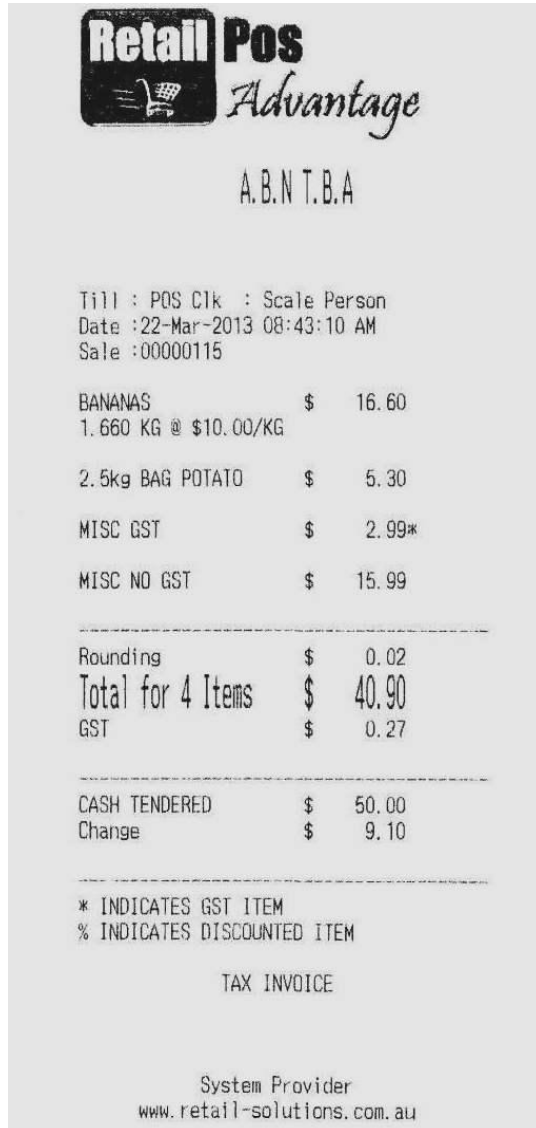 Retail Pos
Advantage
A.B.N T.B.A
Till : POS Clk : Scale Person
Date :22-Mar-2013 08:43:10 AM
Sale :00000115
BANANAS $ 16.60
1.660 KG @ $10.00/KG
2.5kg BAG POTATO $ 5.30
MISC GST $ 2.99*
MISC NO GST $ 15.99
Rounding $ 0.02
Total for 4 Items $ 40.90
GST $ 0.27
CASH TENDERED $ 50.00
Change $ 9.10
* INDICATES GST ITEM
% INDICATES DISCOUNTED ITEM
TAX INVOICE
System Provider
www.retail-solutions.com.au